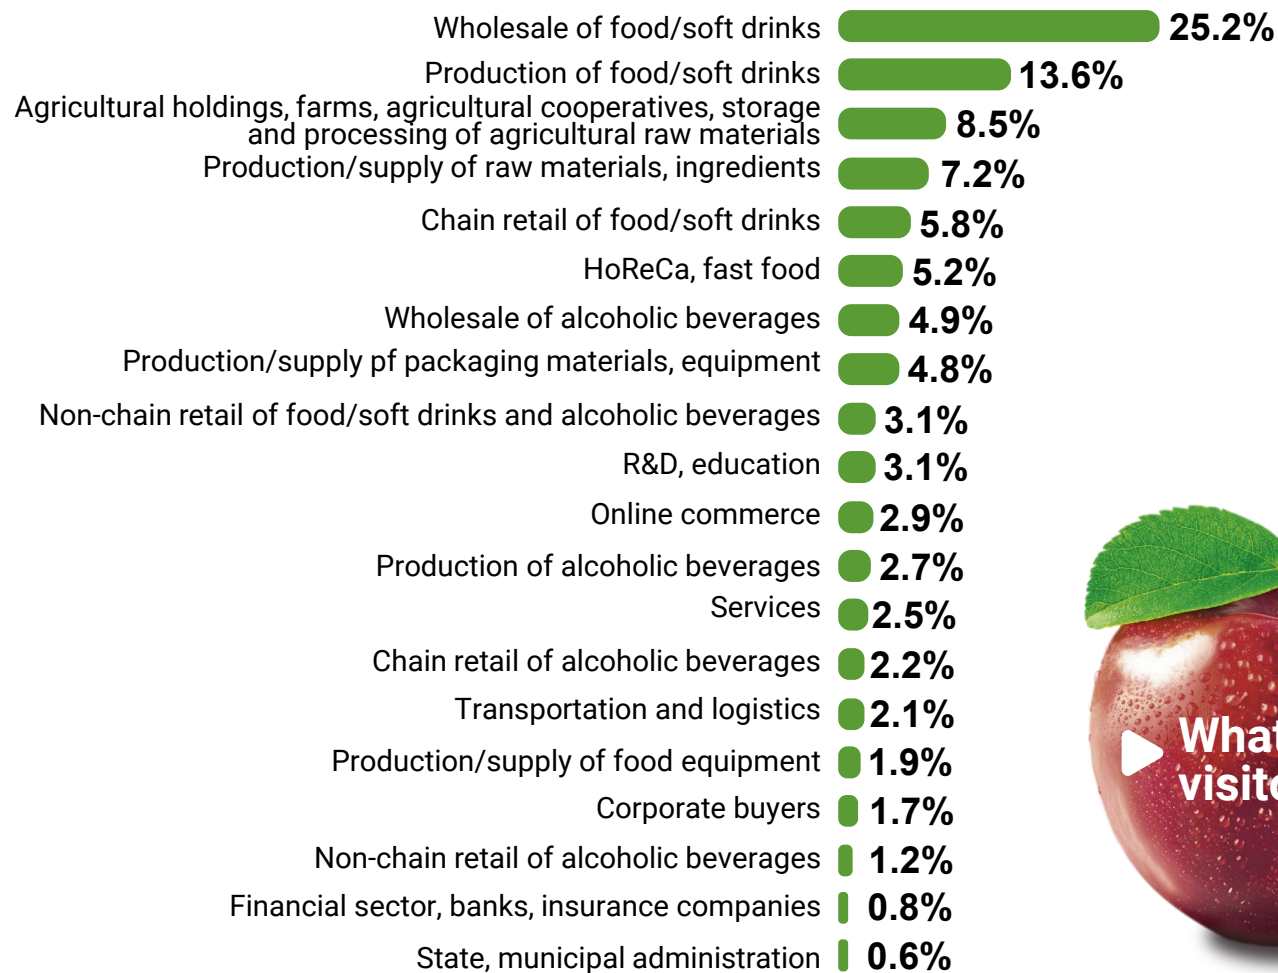 Wholesale of food/soft drinks 25.2%
Production of food/soft drinks 13.6%
Agricultural holdings, farms, agricultural cooperatives, storage
and processing of agricultural raw materials 8.5%
Production/supply of raw materials, ingredients 7.2%
Chain retail of food/soft drinks 5.8%
HoReCa, fast food 5.2%
Wholesale of alcoholic beverages 4.9%
Production/supply pf packaging materials, equipment 4.8%
Non-chain retail of food/soft drinks and alcoholic beverages 3.1%
R&D, education 3.1%
Online commerce 2.9%
Production of alcoholic beverages 2.7%
Services 2.5%
Chain retail of alcoholic beverages 2.2%
Transportation and logistics 2.1%
Production/supply of food equipment 1.9%
Corporate buyers 1.7%
Non-chain retail of alcoholic beverages 1.2%
Financial sector, banks, insurance companies 0.8%
State, municipal administration 0.6%
What